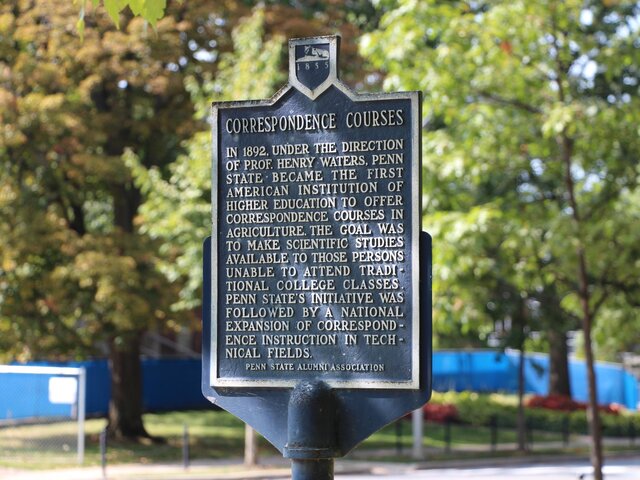 1855
CORRESPONDENCE COURSES
IN 1892, UNDER THE DIRECTION
OF PROF. HENRY WATERS, PENN
STATE BECAME THE FIRST
AMERICAN INSTITUTION OF
HIGHER EDUCATION TO OFFER
CORRESPONDENCE COURSES IN
AGRICULTURE. THE GOAL WAS
TO MAKE SCIENTIFIC STUDIES
AVAILABLE TO THOSE PERSONS
UNABLE TO ATTEND TRADI-
TIONAL COLLEGE CLASSES.
PENN STATE'S INITIATIVE WAS
FOLLOWED BY A NATIONAL
EXPANSION OF CORRESPOND-
ENCE INSTRUCTION IN TECH-
NICAL FIELDS.
PENN STATE ALUMNI ASSOCIATION